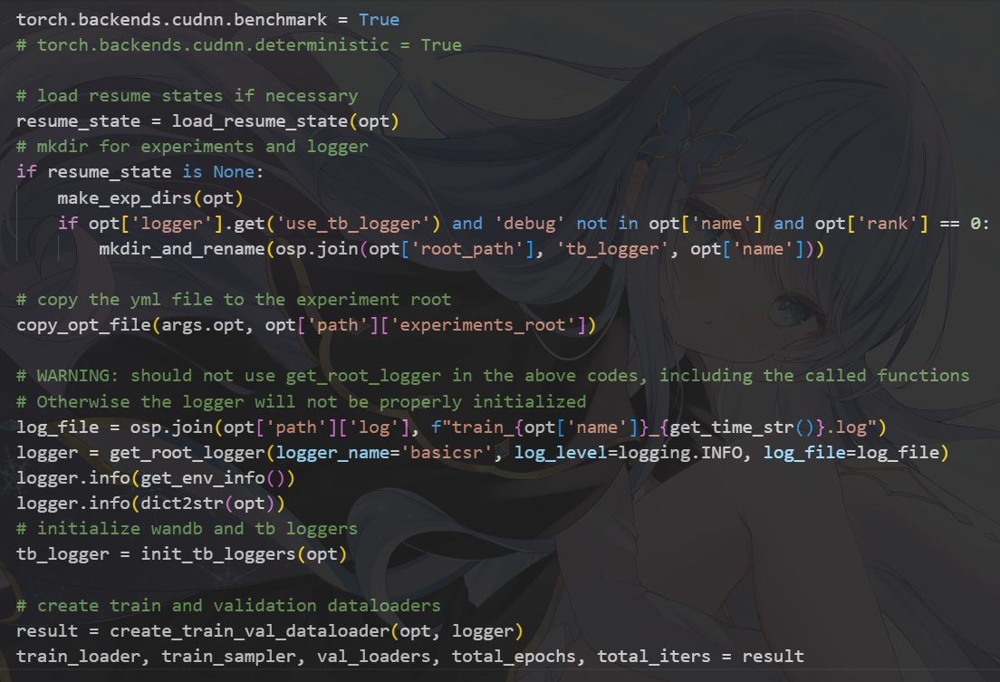 torch.backends.cudnn.benchmark = True
# torch.backends.cudnn.deterministic = True
# load resume states if necessary
resume_state = load_resume_state(opt)
# mkdir for experiments and logger
if resume_state is None:
    make_exp_dirs(opt)
    if opt['logger'].get('use_tb_logger') and 'debug' not in opt['name'] and opt['rank'] == 0:
        mkdir_and_rename(osp.join(opt['root_path'], 'tb_logger', opt['name']))
# copy the yml file to the experiment root
copy_opt_file(args.opt, opt['path']['experiments_root'])
# WARNING: should not use get_root_logger in the above codes, including the called functions
# Otherwise the logger will not be properly initialized
log_file = osp.join(opt['path']['log'], f"train_{opt['name']}_{get_time_str()}.log")
logger = get_root_logger(logger_name='basicsr', log_level=logging.INFO, log_file=log_file)
logger.info(get_env_info())
logger.info(dict2str(opt))
# initialize wandb and tb loggers
tb_logger = init_tb_loggers(opt)
# create train and validation dataloaders
result = create_train_val_dataloader(opt, logger)
train_loader, train_sampler, val_loaders, total_epochs, total_iters = result